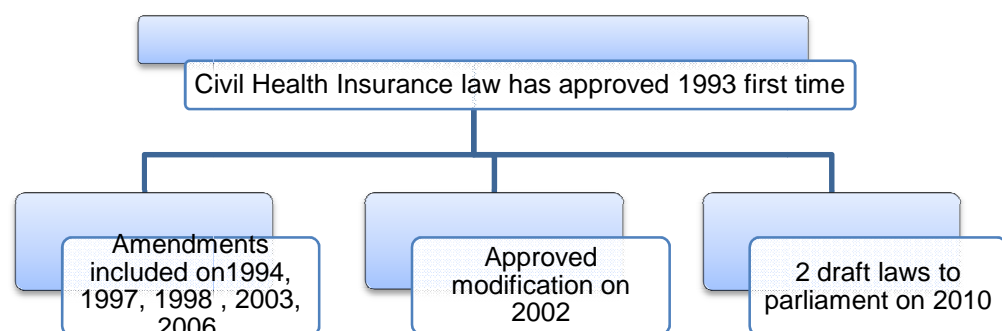 Civil Health Insurance law has approved 1993 first time
Amendments
included on1994,
1997, 1998 , 2003,
2006
Approved
modification on
2002
2 draft laws to
parliament on 2010